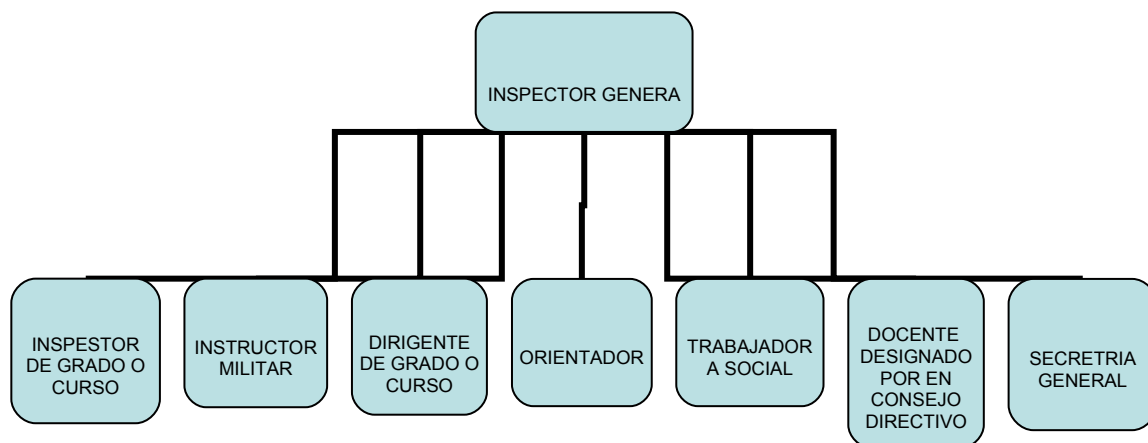 INSPECTOR GENERA
INSPESTOR
DE GRADO O
CURSO
INSTRUCTOR
MILITAR
DIRIGENTE
DE GRADO O
CURSO
ORIENTADOR
TRABAJADOR
A SOCIAL
DOCENTE
DESIGNADO
POR EN
CONSEJO
DIRECTIVO
SECRETRIA
GENERAL